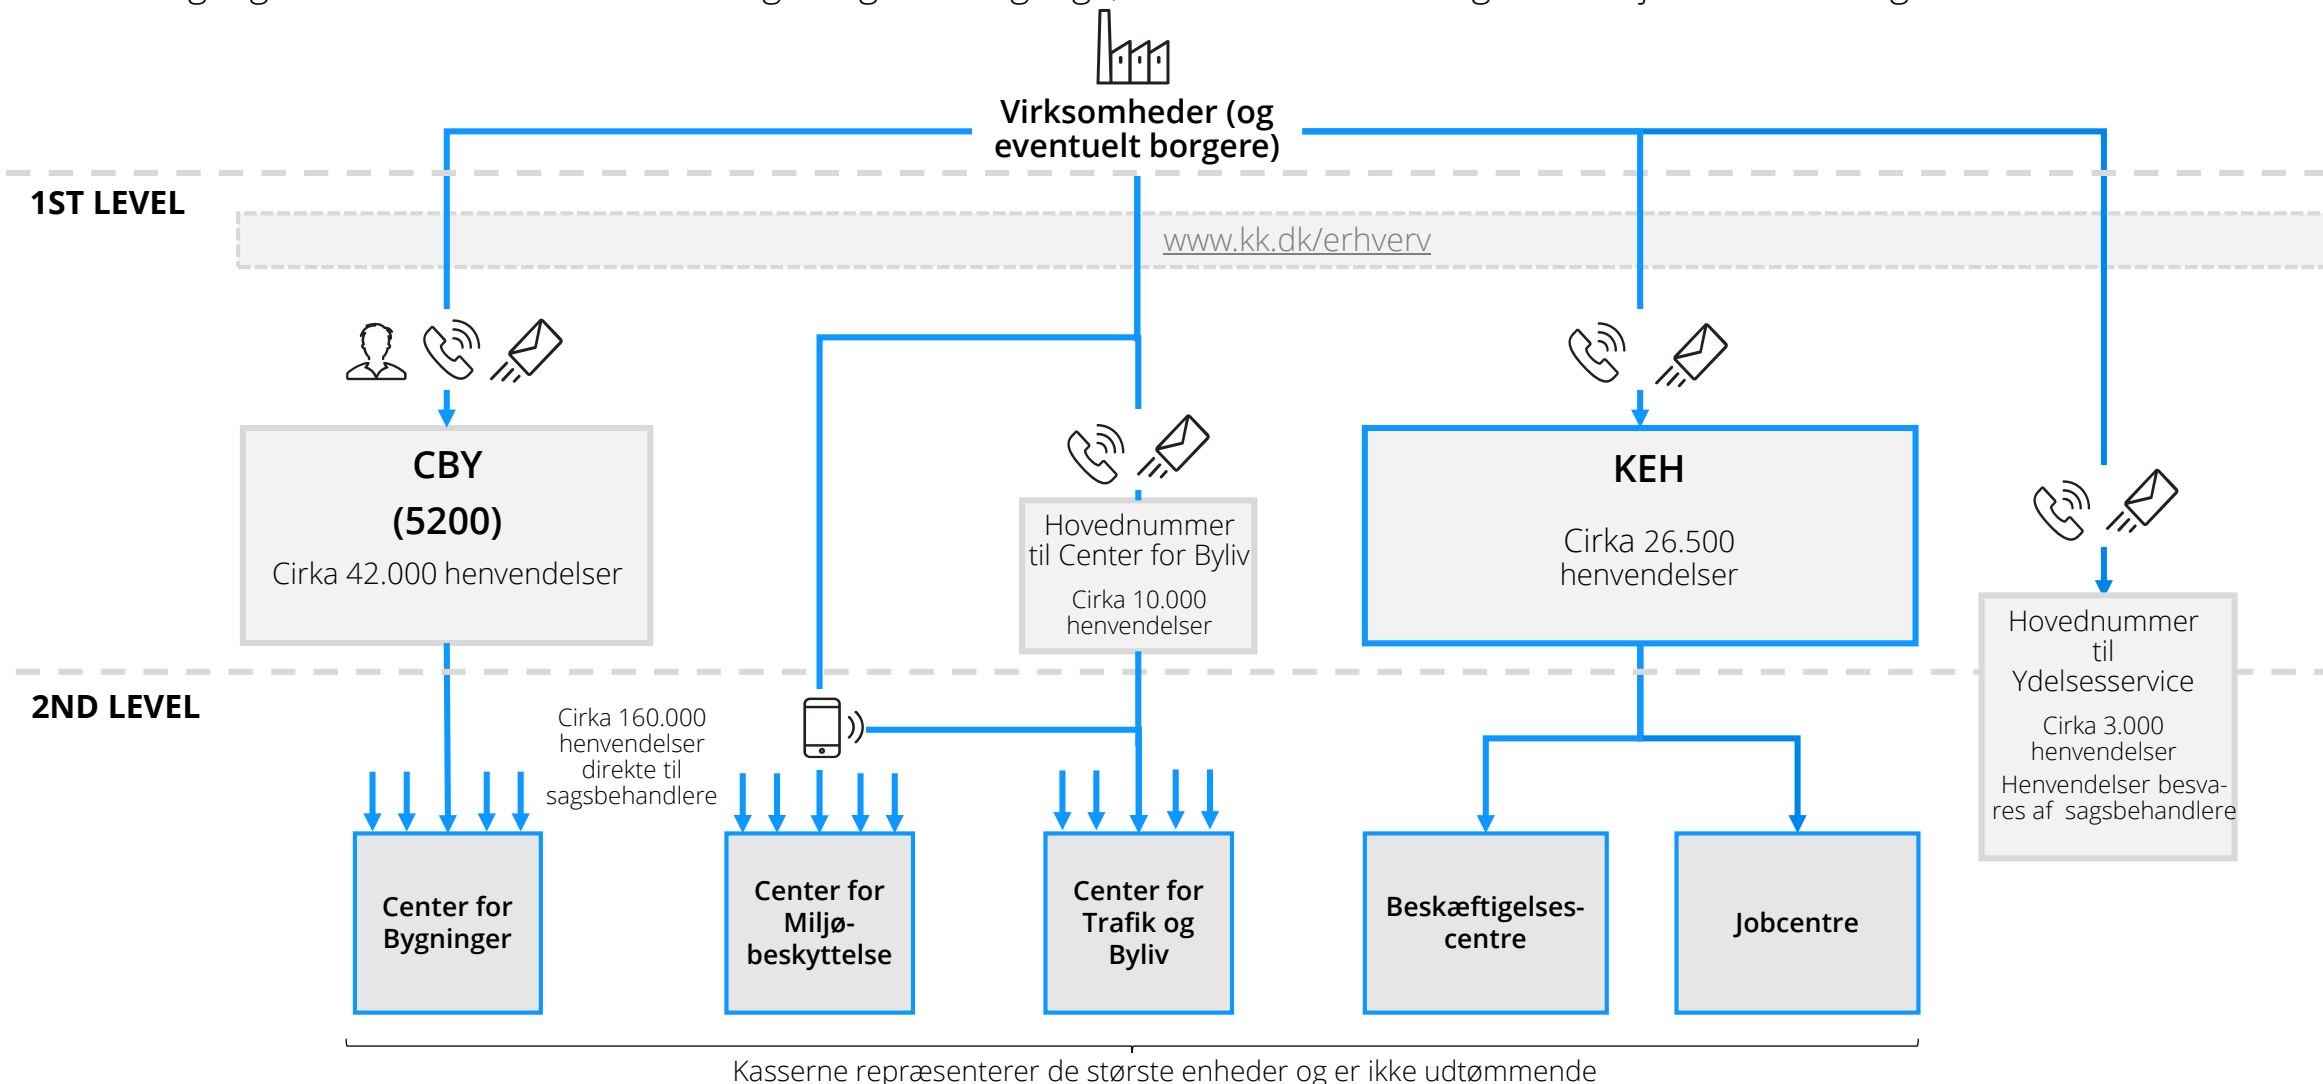 Virksomheder (og
eventuelt borgere)
1ST LEVEL
www.kk.dk/erhverv
CBY
(5200)
Cirka 42.000 henvendelser
Hovednummer
til Center for Byliv
Cirka 10.000
henvendelser
KEH
Cirka 26.500
henvendelser
Hovednummer
til
Ydelsesservice
Cirka 3.000
henvendelser
Henvendelser besva-
res af sagsbehandlere
2ND LEVEL
Cirka 160.000
henvendelser
direkte til
sagsbehandlere
Center for
Bygninger
Center for
Miljø-
beskyttelse
Center for
Trafik og
Byliv
Beskæftigelses-
centre
Jobcentre
Kasserne repræsenterer de største enheder og er ikke udtømmende